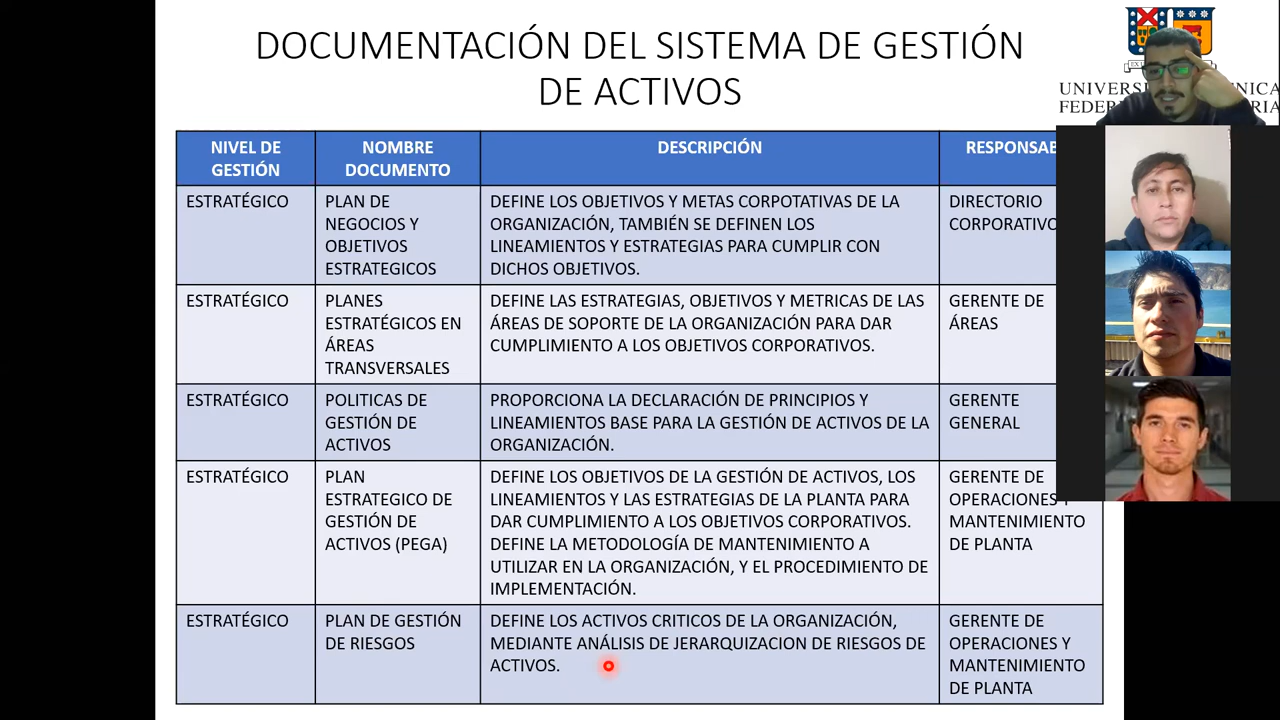 DOCUMENTACIÓN DEL SISTEMA DE GESTIÓN
DE ACTIVOS
NIVEL DE
GESTIÓN
NOMBRE
DOCUMENTO
DESCRIPCIÓN
RESPONSAB
ESTRATÉGICO
PLAN DE
NEGOCIOS Y
OBJETIVOS
ESTRATEGICOS
DEFINE LOS OBJETIVOS Y METAS CORPOTATIVAS DE LA
ORGANIZACIÓN, TAMBIÉN SE DEFINEN LOS
LINEAMIENTOS Y ESTRATEGIAS PARA CUMPLIR CON
DICHOS OBJETIVOS.
DIRECTORIO
CORPORATIVO
ESTRATÉGICO
PLANES
ESTRATÉGICOS EN
ÁREAS
TRANSVERSALES
DEFINE LAS ESTRATEGIAS, OBJETIVOS Y METRICAS DE LAS
ÁREAS DE SOPORTE DE LA ORGANIZACIÓN PARA DAR
CUMPLIMIENTO A LOS OBJETIVOS CORPORATIVOS.
GERENTE DE
ÁREAS
ESTRATÉGICO
POLITICAS DE
GESTIÓN DE
ACTIVOS
PROPORCIONA LA DECLARACIÓN DE PRINCIPIOS Y
LINEAMIENTOS BASE PARA LA GESTIÓN DE ACTIVOS DE LA
ORGANIZACIÓN.
GERENTE
GENERAL
ESTRATÉGICO
PLAN
ESTRATEGICO DE
GESTIÓN DE
ACTIVOS (PEGA)
DEFINE LOS OBJETIVOS DE LA GESTIÓN DE ACTIVOS, LOS
LINEAMIENTOS Y LAS ESTRATEGIAS DE LA PLANTA PARA
DAR CUMPLIMIENTO A LOS OBJETIVOS CORPORATIVOS.
DEFINE LA METODOLOGÍA DE MANTENIMIENTO A
UTILIZAR EN LA ORGANIZACIÓN, Y EL PROCEDIMIENTO DE
IMPLEMENTACIÓN.
GERENTE DE
OPERACIONES Y
MANTENIMIENTO
DE PLANTA
ESTRATÉGICO
PLAN DE GESTIÓN
DE RIESGOS
DEFINE LOS ACTIVOS CRITICOS DE LA ORGANIZACIÓN,
MEDIANTE ANÁLISIS DE JERARQUIZACION DE RIESGOS DE
ACTIVOS.
GERENTE DE
OPERACIONES Y
MANTENIMIENTO
DE PLANTA